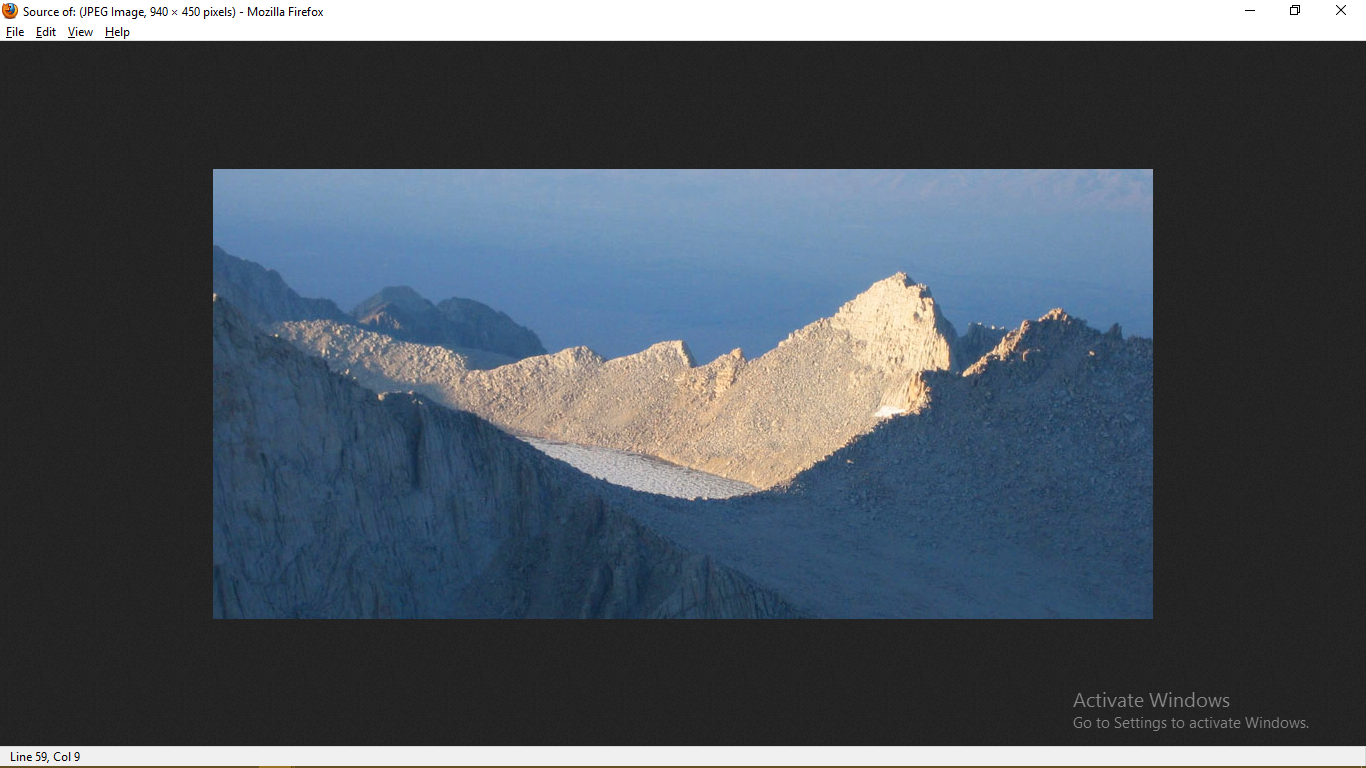 Source of: (JPEG Image, 940 × 450 pixels) - Mozilla Firefox
File Edit View Help
Activate Windows
Go to Settings to activate Windows.
Line 59, Col 9